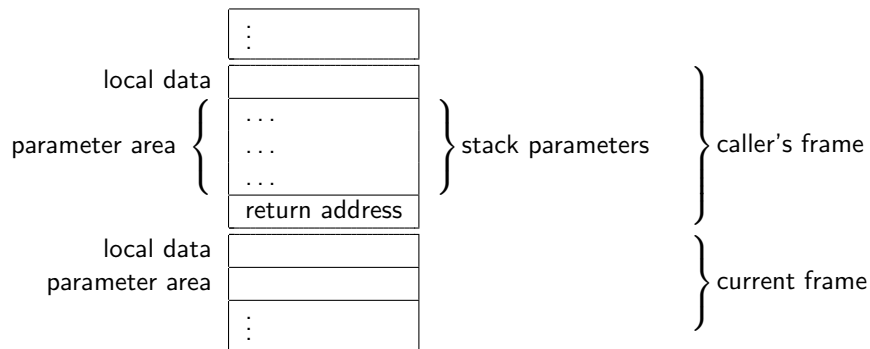 ⋮
local data
parameter area
...
...
...
stack parameters
caller's frame
return address
local data
parameter area
current frame
⋮